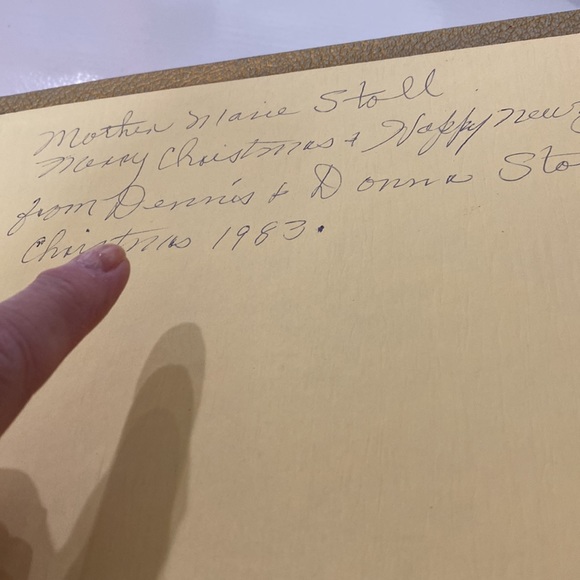 Mother Marie Stoll
Merry Christmas & Happy New
from Dennis & Donna Sto
Christmas 1983.